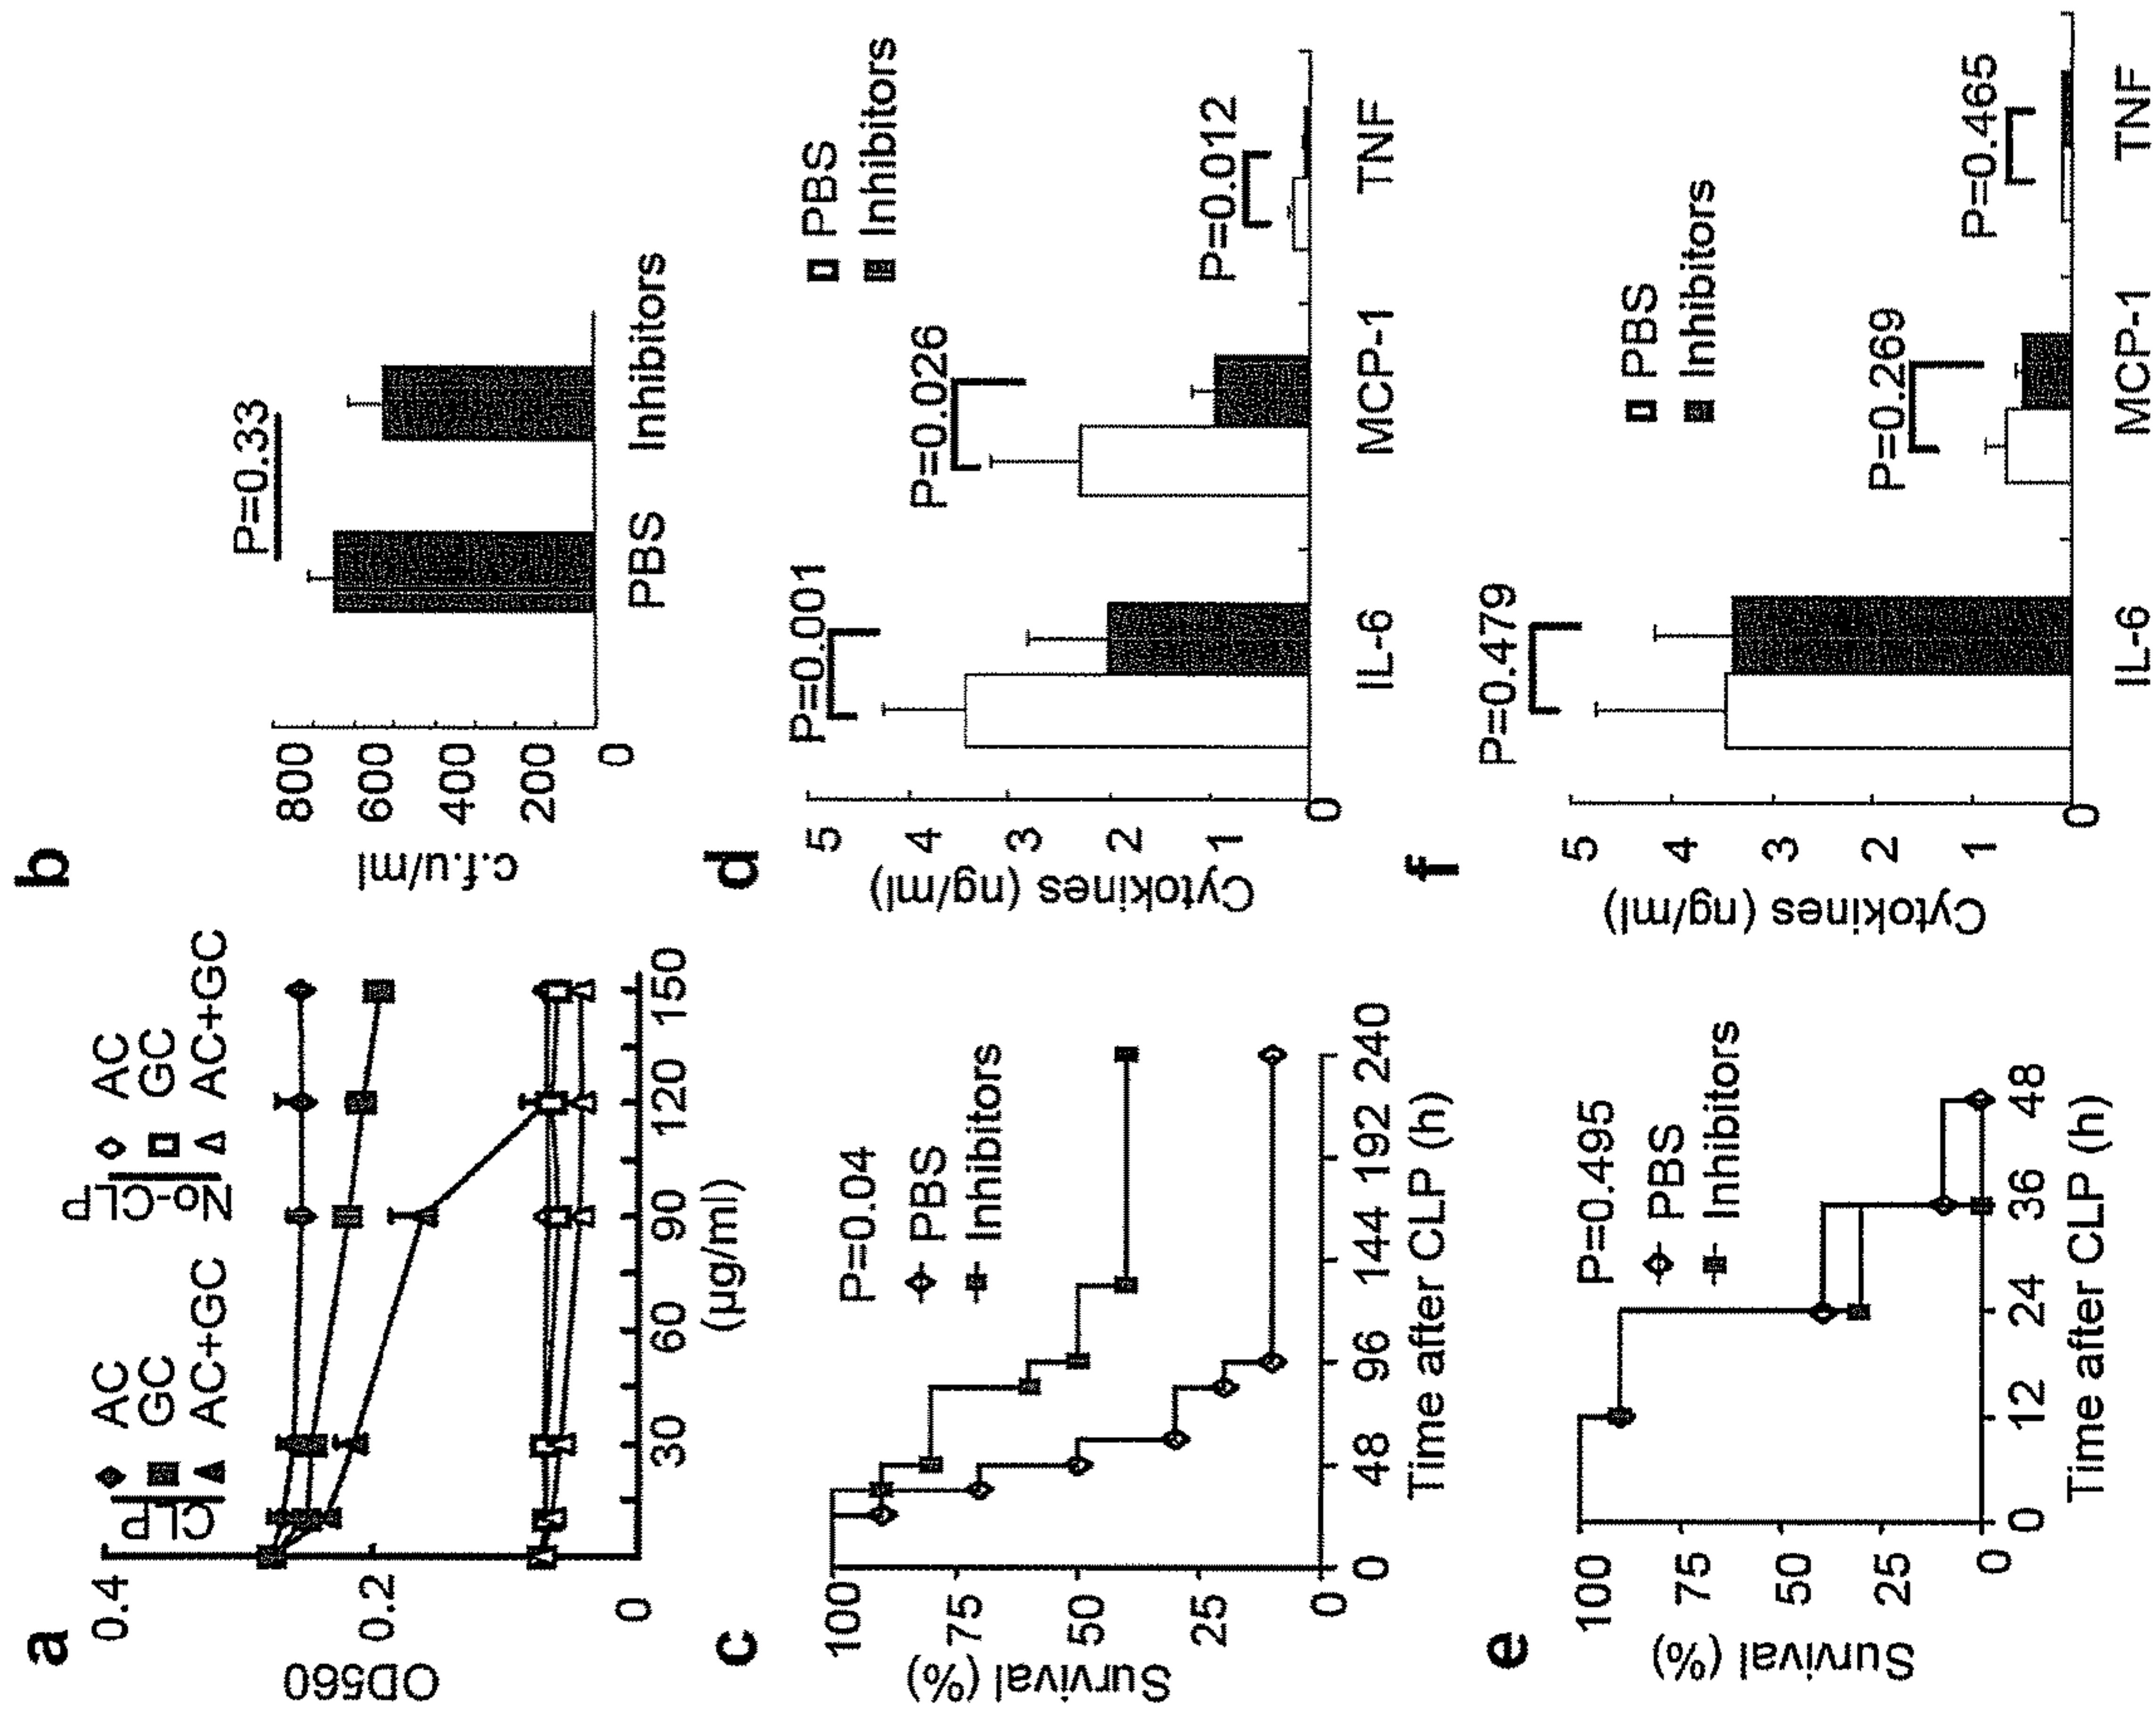 a
0.4
0.2
0
OD560
CLP
AC
GC
AC+GC
No-CLP
AC
GC
AC+GC
30 60 90 120 150
(µg/ml)
b
P=0.33
800
600
400
200
0
c.f.u/ml
PBS Inhibitors
c
100
75
50
25
0
Survival (%)
P=0.04
PBS
Inhibitors
0 48 96 144 192 240
Time after CLP (h)
d
5
4
3
2
1
0
Cytokines (ng/ml)
P=0.001
P=0.026
P=0.012
PBS
Inhibitors
IL-6 MCP-1 TNF
e
100
75
50
25
0
Survival (%)
P=0.495
PBS
Inhibitors
0 12 24 36 48
Time after CLP (h)
f
5
4
3
2
1
0
Cytokines (ng/ml)
P=0.479
P=0.269
P=0.465
PBS
Inhibitors
IL-6 MCP-1 TNF